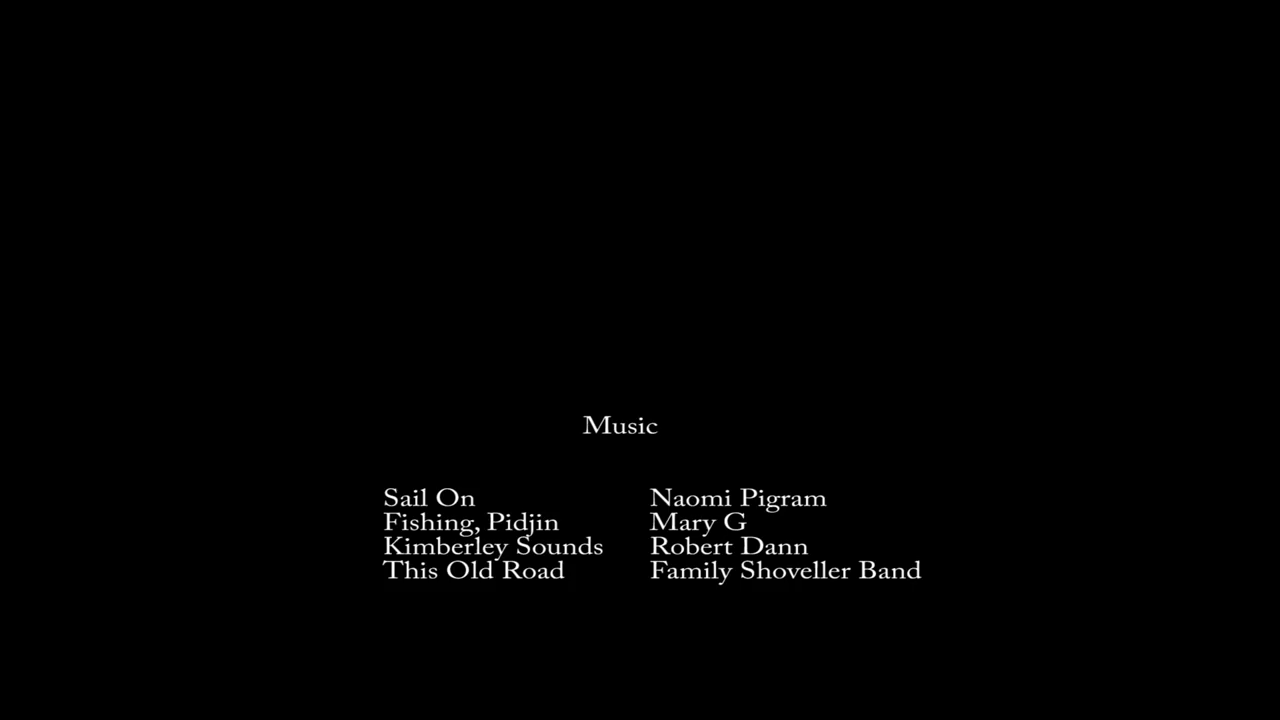 Music
Sail On Naomi Pigram
Fishing, Pidjin Mary G
Kimberley Sounds Robert Dann
This Old Road Family Shoveller Band